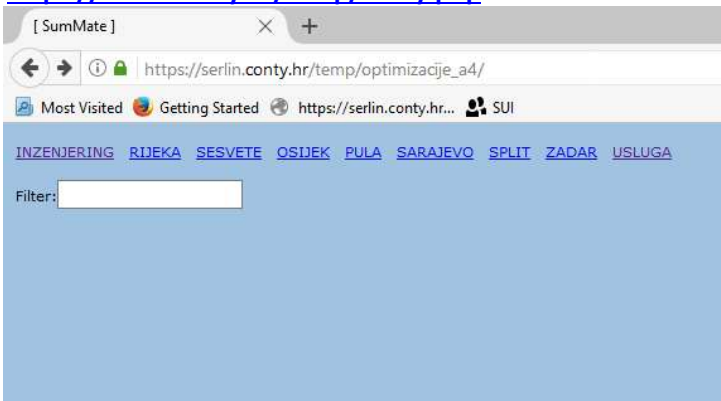 [ SumMate ]
https://serlin.conty.hr/temp/optimizacije_a4/
Most Visited Getting Started https://serlin.conty.hr... SUI
INZENJERING RIJEKA SESVETE OSIJEK PULA SARAJEVO SPLIT ZADAR USLUGA
Filter: